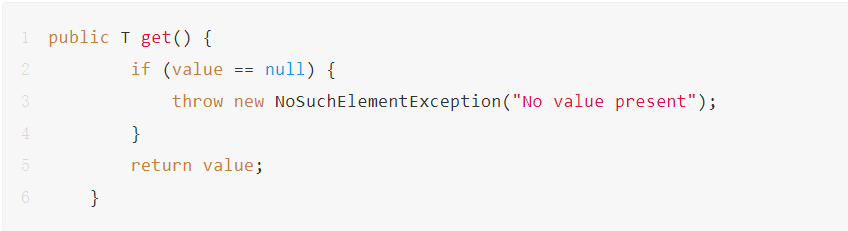 1 public T get() {
2 if (value == null) {
3 throw new NoSuchElementException("No value present");
4 }
5 return value;
6 }